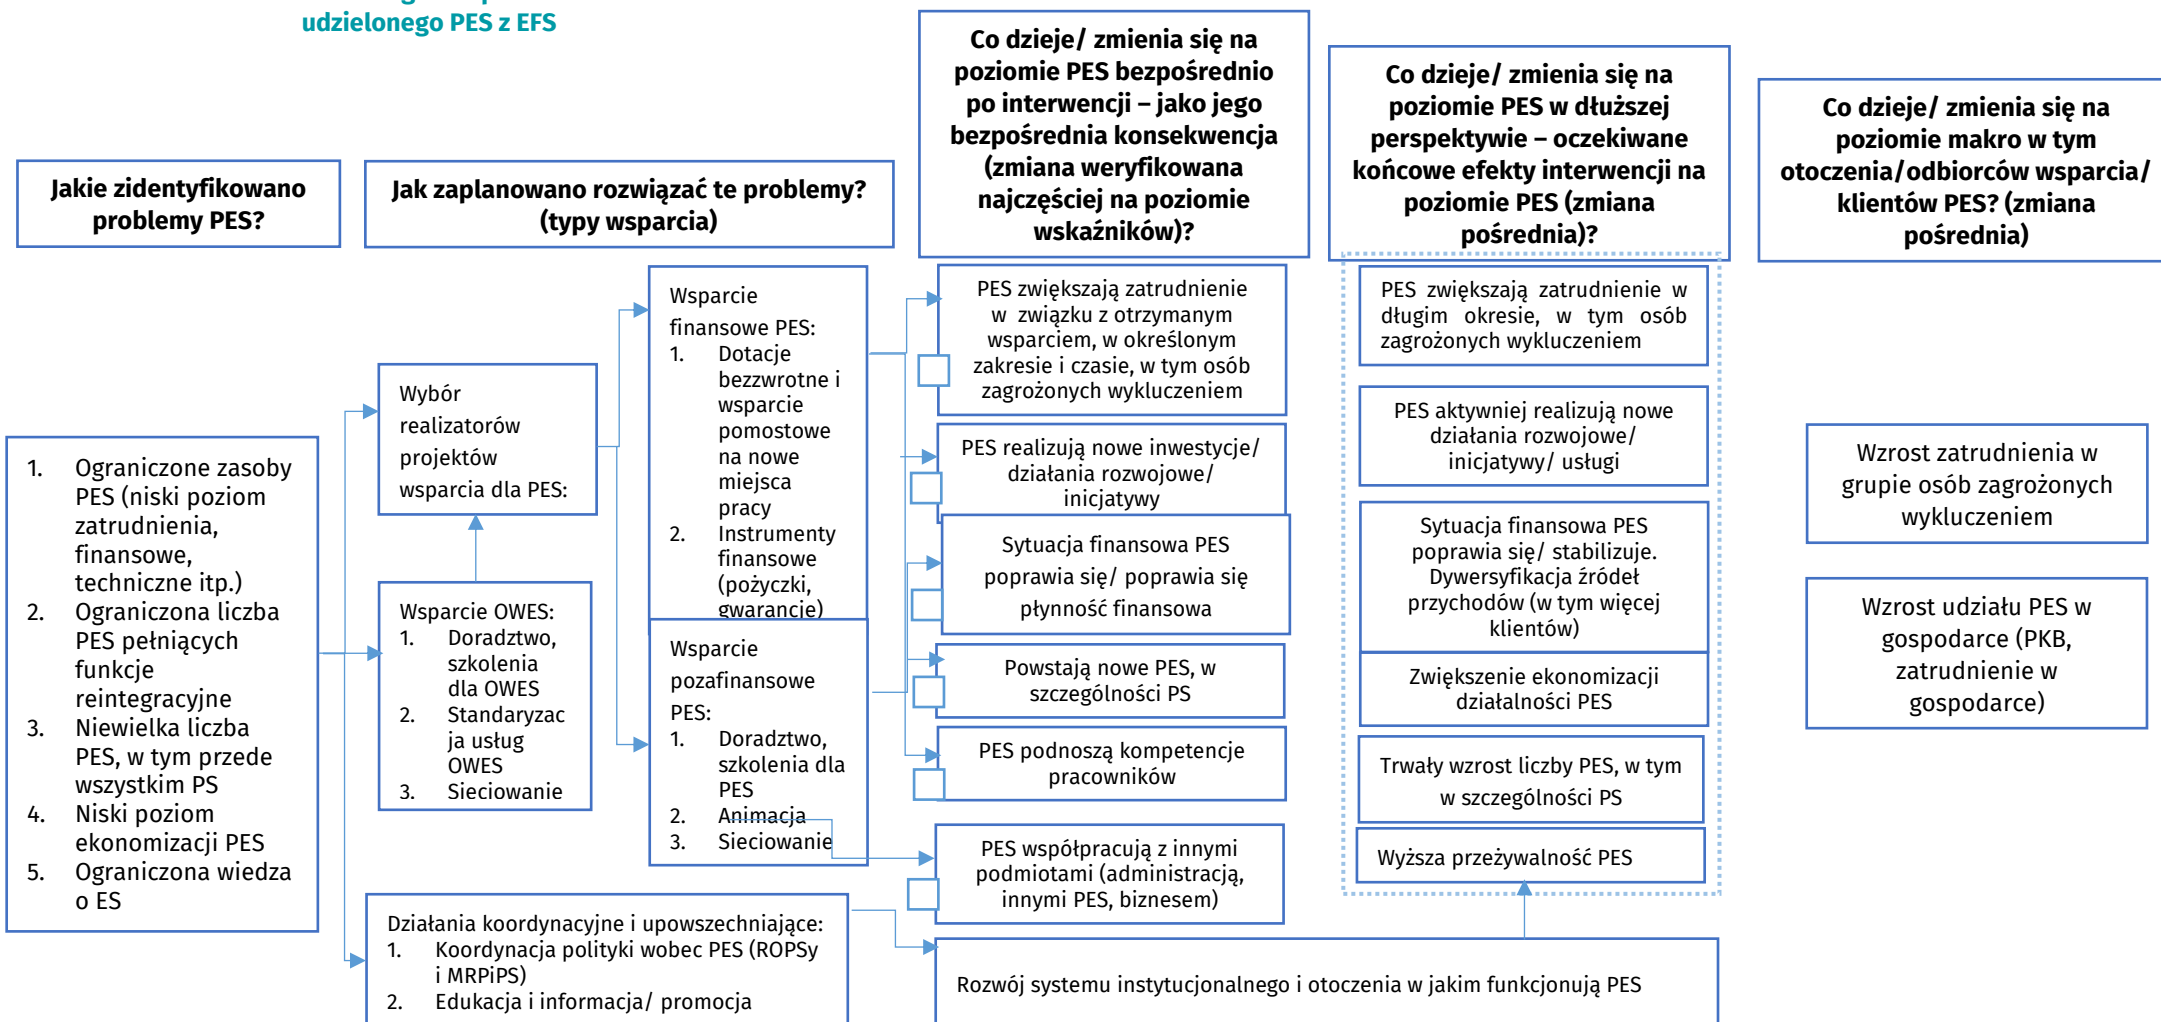 udzielonego PES z EFS
Jakie zidentyfikowano
problemy PES?
Jak zaplanowano rozwiązać te problemy?
(typy wsparcia)
Co dzieje/ zmienia się na
poziomie PES bezpośrednio
po interwencji – jako jego
bezpośrednia konsekwencja
(zmiana weryfikowana
najczęściej na poziomie
wskaźników)?
Co dzieje/ zmienia się na
poziomie PES w dłuższej
perspektywie – oczekiwane
końcowe efekty interwencji na
poziomie PES (zmiana
pośrednia)?
Co dzieje/ zmienia się na
poziomie makro w tym
otoczenia/odbiorców wsparcia/
klientów PES? (zmiana
pośrednia)
1. Ograniczone zasoby
PES (niski poziom
zatrudnienia,
finansowe,
techniczne itp.)
2. Ograniczona liczba
PES pełniących
funkcje
reintegracyjne
3. Niewielka liczba
PES, w tym przede
wszystkim PS
4. Niski poziom
ekonomizacji PES
5. Ograniczona wiedza
o ES
Wybór
realizatorów
projektów
wsparcia dla PES:
Wsparcie OWES:
1. Doradztwo,
szkolenia
dla OWES
2. Standaryzac
ja usług
OWES
3. Sieciowanie
Działania koordynacyjne i upowszechniające:
1. Koordynacja polityki wobec PES (ROPSy
i MRPiPS)
2. Edukacja i informacja/ promocja
Wsparcie
finansowe PES:
1. Dotacje
bezzwrotne i
wsparcie
pomostowe
na nowe
miejsca
pracy
2. Instrumenty
finansowe
(pożyczki,
gwarancje)
Wsparcie
pozafinansowe
PES:
1. Doradztwo,
szkolenia dla
PES
2. Animacja
3. Sieciowanie
PES zwiększają zatrudnienie
w związku z otrzymanym
wsparciem, w określonym
zakresie i czasie, w tym osób
zagrożonych wykluczeniem
PES realizują nowe inwestycje/
działania rozwojowe/
inicjatywy
Sytuacja finansowa PES
poprawia się/ poprawia się
płynność finansowa
Powstają nowe PES, w
szczególności PS
PES podnoszą kompetencje
pracowników
PES współpracują z innymi
podmiotami (administracją,
innymi PES, biznesem)
Rozwój systemu instytucjonalnego i otoczenia w jakim funkcjonują PES
PES zwiększają zatrudnienie w
długim okresie, w tym osób
zagrożonych wykluczeniem
PES aktywniej realizują nowe
działania rozwojowe/
inicjatywy/ usługi
Sytuacja finansowa PES
poprawia się/ stabilizuje.
Dywersyfikacja źródeł
przychodów (w tym więcej
klientów)
Zwiększenie ekonomizacji
działalności PES
Trwały wzrost liczby PES, w tym
w szczególności PS
Wyższa przeżywalność PES
Wzrost zatrudnienia w
grupie osób zagrożonych
wykluczeniem
Wzrost udziału PES w
gospodarce (PKB,
zatrudnienie w
gospodarce)